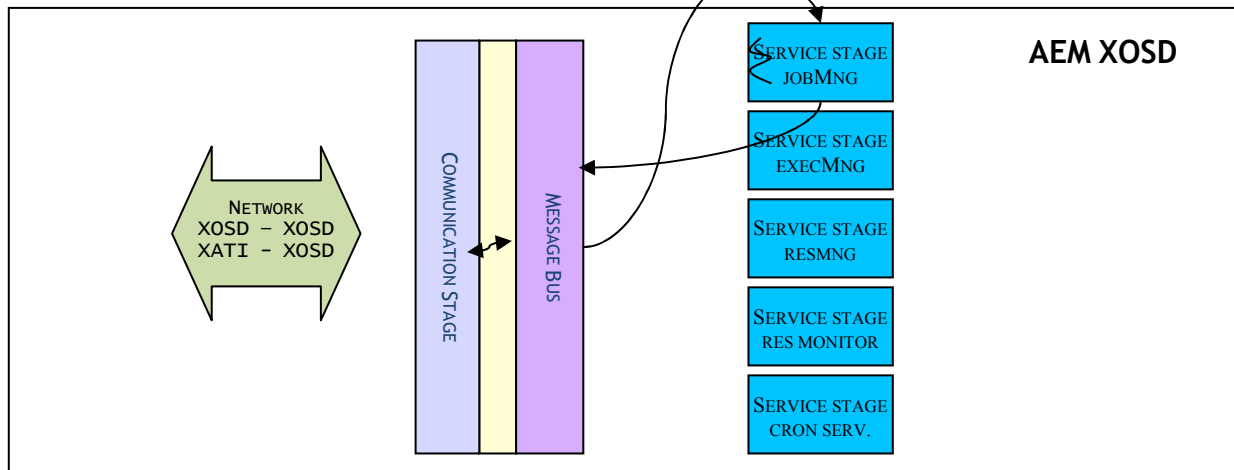 AEM XOSD
NETWORK
XOSD – XOSD
XATI – XOSD
COMMUNICATION STAGE
MESSAGE BUS
SERVICE STAGE
JOBMNG
SERVICE STAGE
EXECMNG
SERVICE STAGE
RESMNG
SERVICE STAGE
RES MONITOR
SERVICE STAGE
CRON SERV.